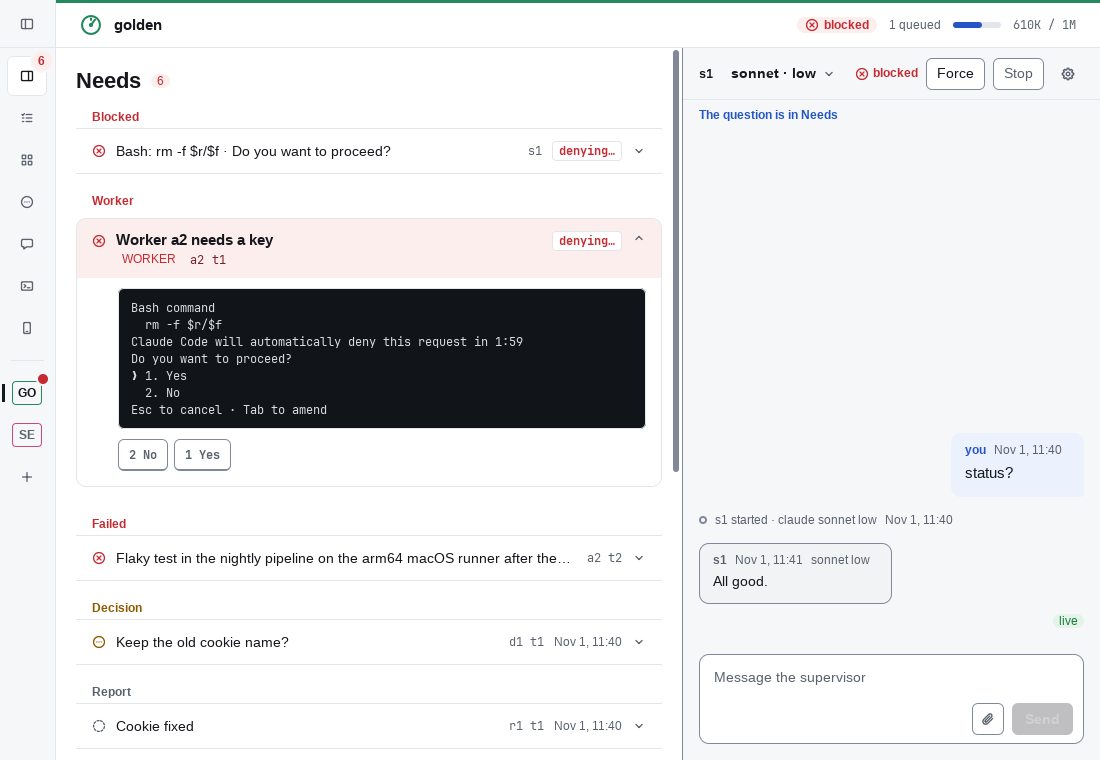 golden
blocked
1 queued
610K / 1M
6
GO
SE
Needs 6
Blocked
Bash: rm -f $r/$f · Do you want to proceed?
s1
denying…
Worker
Worker a2 needs a key
denying…
WORKER a2 t1
Bash command
rm -f $r/$f
Claude Code will automatically deny this request in 1:59
Do you want to proceed?
❯ 1. Yes
2. No
Esc to cancel · Tab to amend
2 No
1 Yes
Failed
Flaky test in the nightly pipeline on the arm64 macOS runner after the…
a2 t2
Decision
Keep the old cookie name?
d1 t1 Nov 1, 11:40
Report
Cookie fixed
r1 t1 Nov 1, 11:40
s1 sonnet · low
blocked
Force
Stop
The question is in Needs
you Nov 1, 11:40
status?
s1 started · claude sonnet low Nov 1, 11:40
s1 Nov 1, 11:41 sonnet low
All good.
live
Message the supervisor
Send